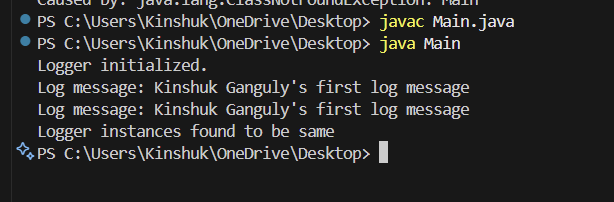 Caused by: java.lang.ClassNotFoundException: Main
PS C:\Users\Kinshuk\OneDrive\Desktop> javac Main.java
PS C:\Users\Kinshuk\OneDrive\Desktop> java Main
Logger initialized.
Log message: Kinshuk Ganguly's first log message
Log message: Kinshuk Ganguly's first log message
Logger instances found to be same
PS C:\Users\Kinshuk\OneDrive\Desktop>